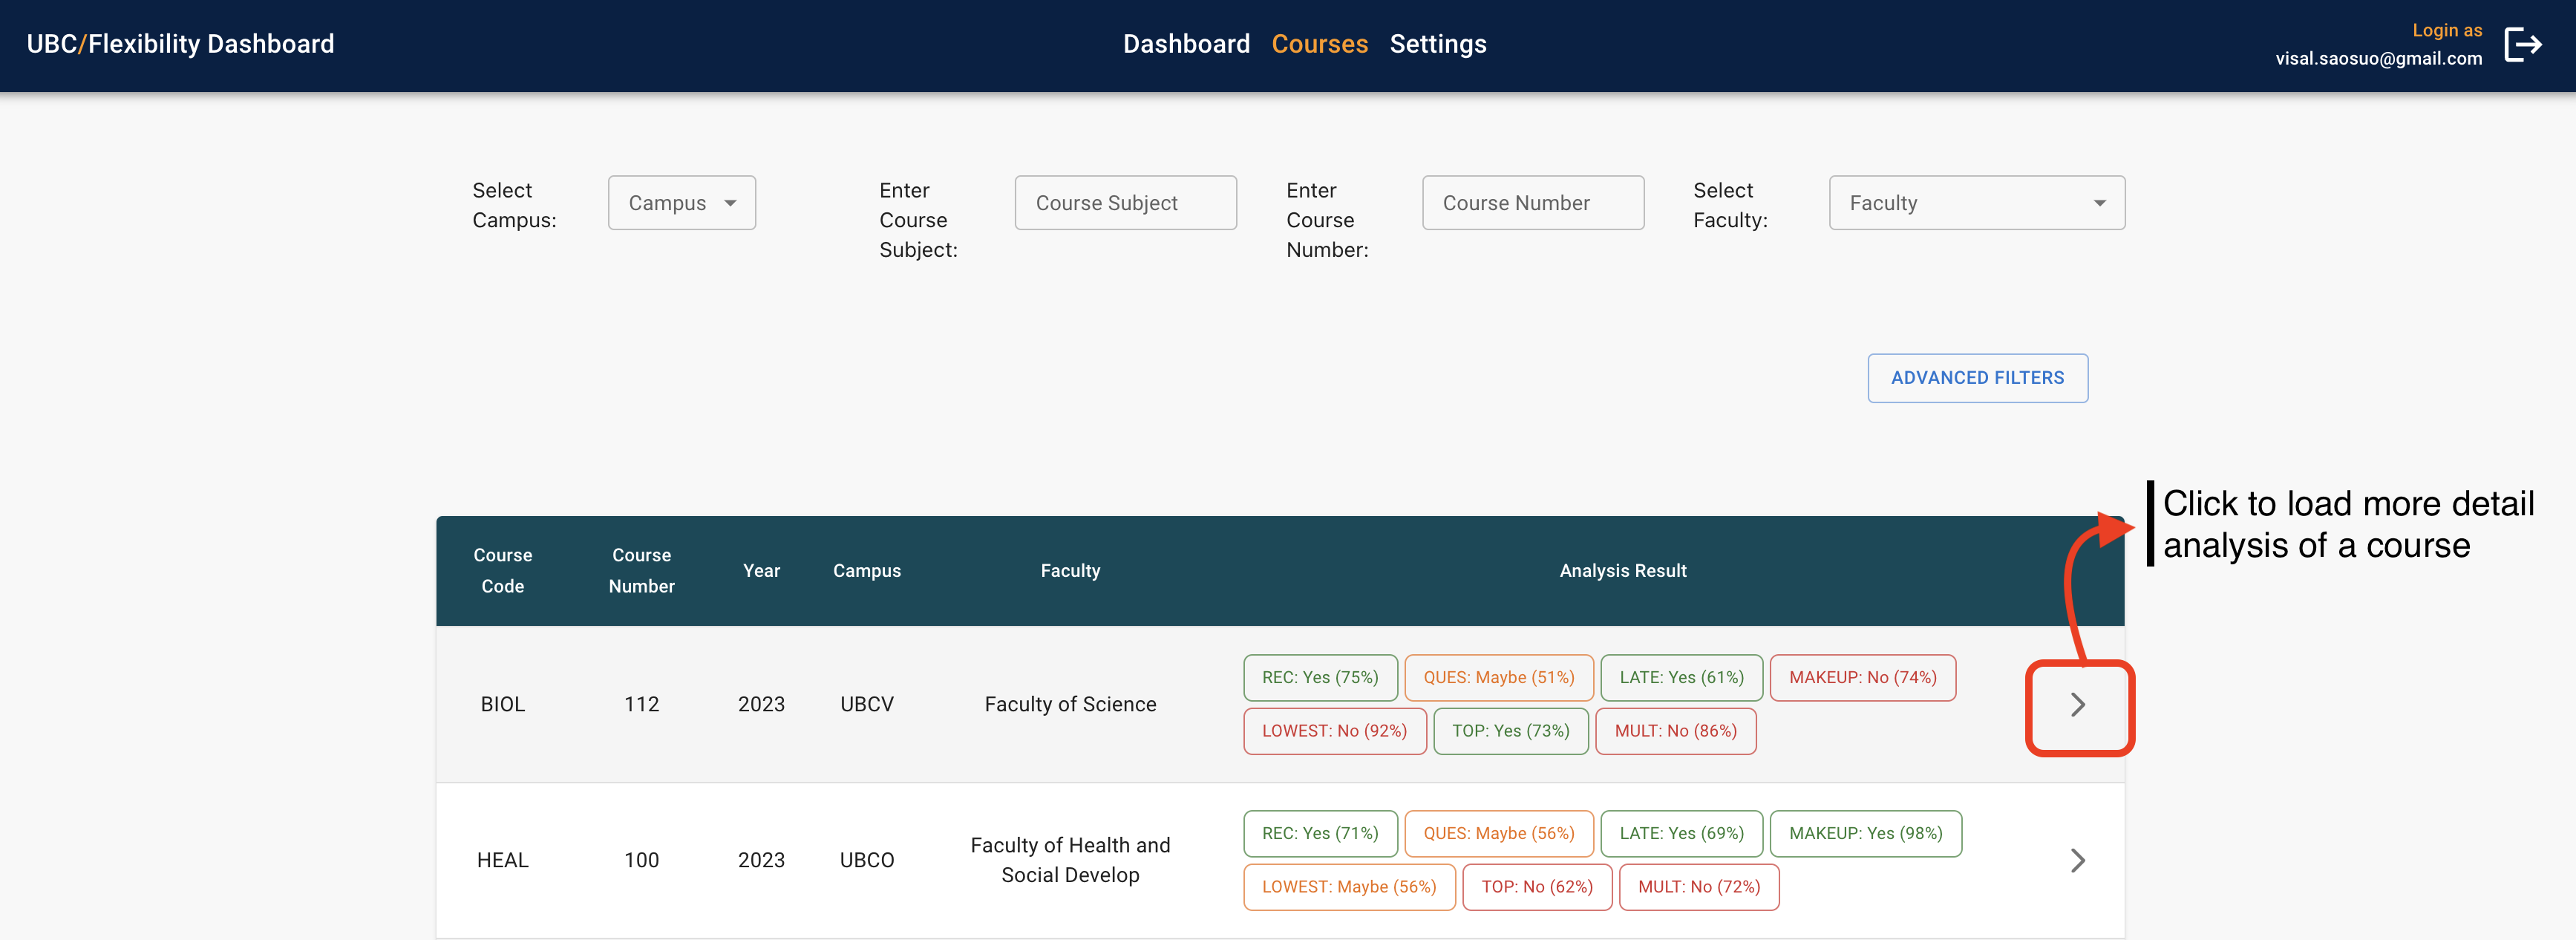 UBC/Flexibility Dashboard
Dashboard Courses Settings
Login as
visal.saosuo@gmail.com
Select
Campus:
Campus
Enter
Course
Subject:
Course Subject
Enter
Course
Number:
Course Number
Select
Faculty:
Faculty
ADVANCED FILTERS
Click to load more detail
analysis of a course
Course
Code
Course
Number
Year
Campus
Faculty
Analysis Result
BIOL
112
2023
UBCV
Faculty of Science
REC: Yes (75%) QUES: Maybe (51%) LATE: Yes (61%) MAKEUP: No (74%)
LOWEST: No (92%) TOP: Yes (73%) MULT: No (86%)
HEAL
100
2023
UBCO
Faculty of Health and
Social Develop
REC: Yes (71%) QUES: Maybe (56%) LATE: Yes (69%) MAKEUP: Yes (98%)
LOWEST: Maybe (56%) TOP: No (62%) MULT: No (72%)